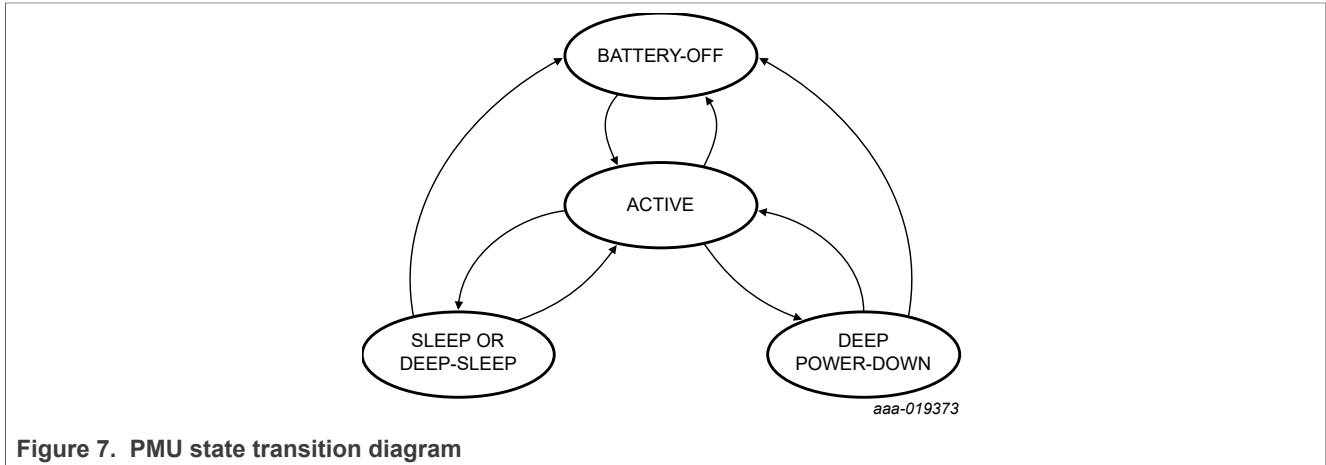 BATTERY-OFF
ACTIVE
SLEEP OR
DEEP-SLEEP
DEEP
POWER-DOWN
aaa-019373
Figure 7. PMU state transition diagram